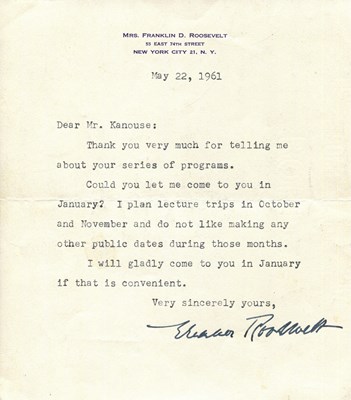 MRS. FRANKLIN D. ROOSEVELT
55 EAST 74TH STREET
NEW YORK CITY 21, N. Y.
May 22, 1961
Dear Mr. Kanouse:
Thank you very much for telling me
about your series of programs.
Could you let me come to you in
January? I plan lecture trips in October
and November and do not like making
any other public dates during those months.
I will gladly come to you in January
if that is convenient.
Very sincerely yours,
Eleanor Roosevelt